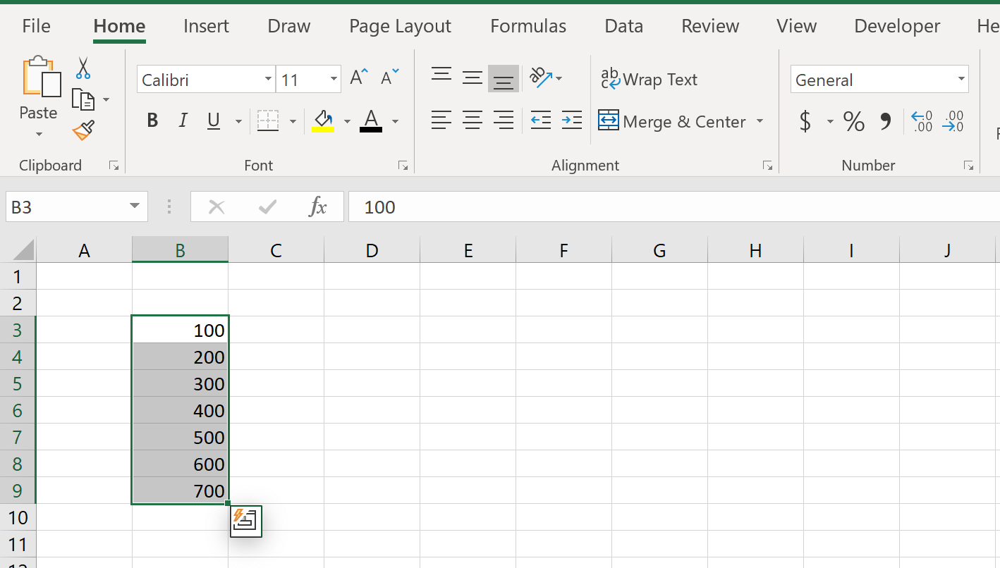 File Home Insert Draw Page Layout Formulas Data Review View Developer He
Calibri 11 A A ab Wrap Text General
Paste B I U A Merge & Center $ % , .0 .00 .00 .0
Clipboard Font Alignment Number
B3 fx 100
A B C D E F G H I J
1
2
3 100
4 200
5 300
6 400
7 500
8 600
9 700
10
11